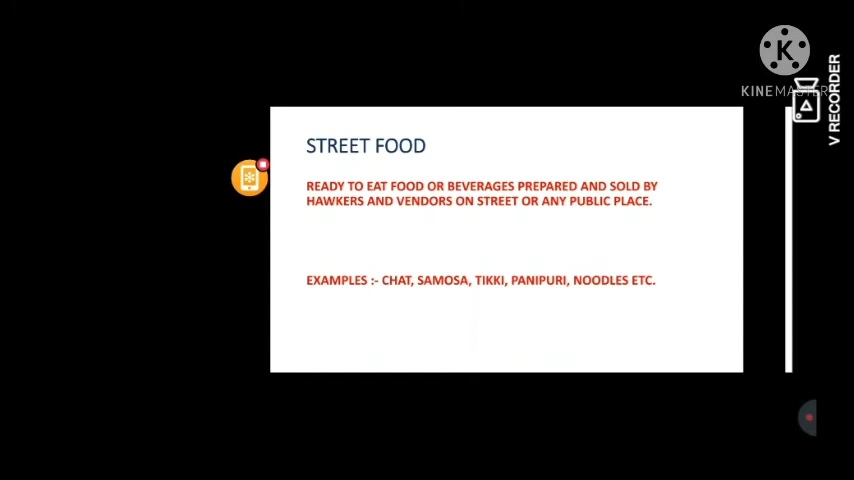 KINEMASTER
V RECORDER
STREET FOOD
READY TO EAT FOOD OR BEVERAGES PREPARED AND SOLD BY
HAWKERS AND VENDORS ON STREET OR ANY PUBLIC PLACE.
EXAMPLES :- CHAT, SAMOSA, TIKKI, PANIPURI, NOODLES ETC.